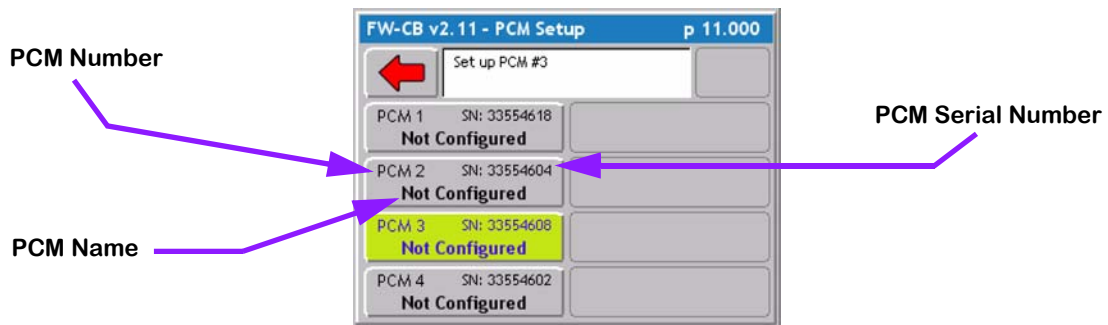 FW-CB v2.11 - PCM Setup p 11.000
Set up PCM #3
PCM Number
PCM 1 SN: 33554618
Not Configured
PCM Serial Number
PCM 2 SN: 33554604
Not Configured
PCM 3 SN: 33554608
Not Configured
PCM Name
PCM 4 SN: 33554602
Not Configured